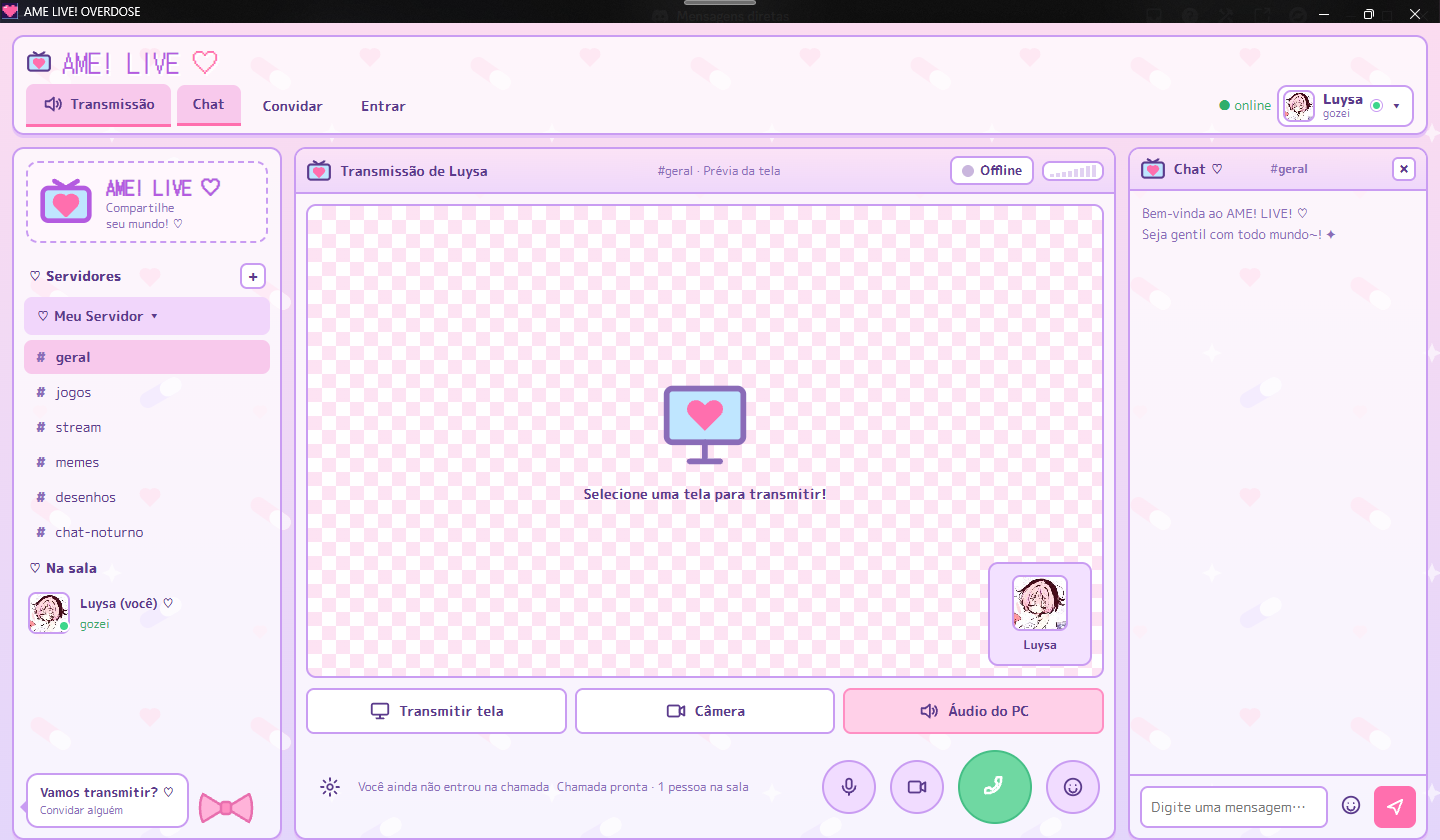 AME LIVE! OVERDOSE
Mensagens diretas
AME! LIVE ♡
Transmissão
Chat
Convidar
Entrar
online
Luysa
gozei
AME! LIVE ♡
Compartilhe
seu mundo! ♡
♡ Servidores
+
♡ Meu Servidor
# geral
# jogos
# stream
# memes
# desenhos
# chat-noturno
♡ Na sala
Luysa (você) ♡
gozei
Vamos transmitir? ♡
Convidar alguém
Transmissão de Luysa
#geral · Prévia da tela
Offline
Selecione uma tela para transmitir!
Luysa
Transmitir tela
Câmera
Áudio do PC
Você ainda não entrou na chamada
Chamada pronta · 1 pessoa na sala
Chat ♡
#geral
Bem-vinda ao AME! LIVE! ♡
Seja gentil com todo mundo~! ✦
Digite uma mensagem···